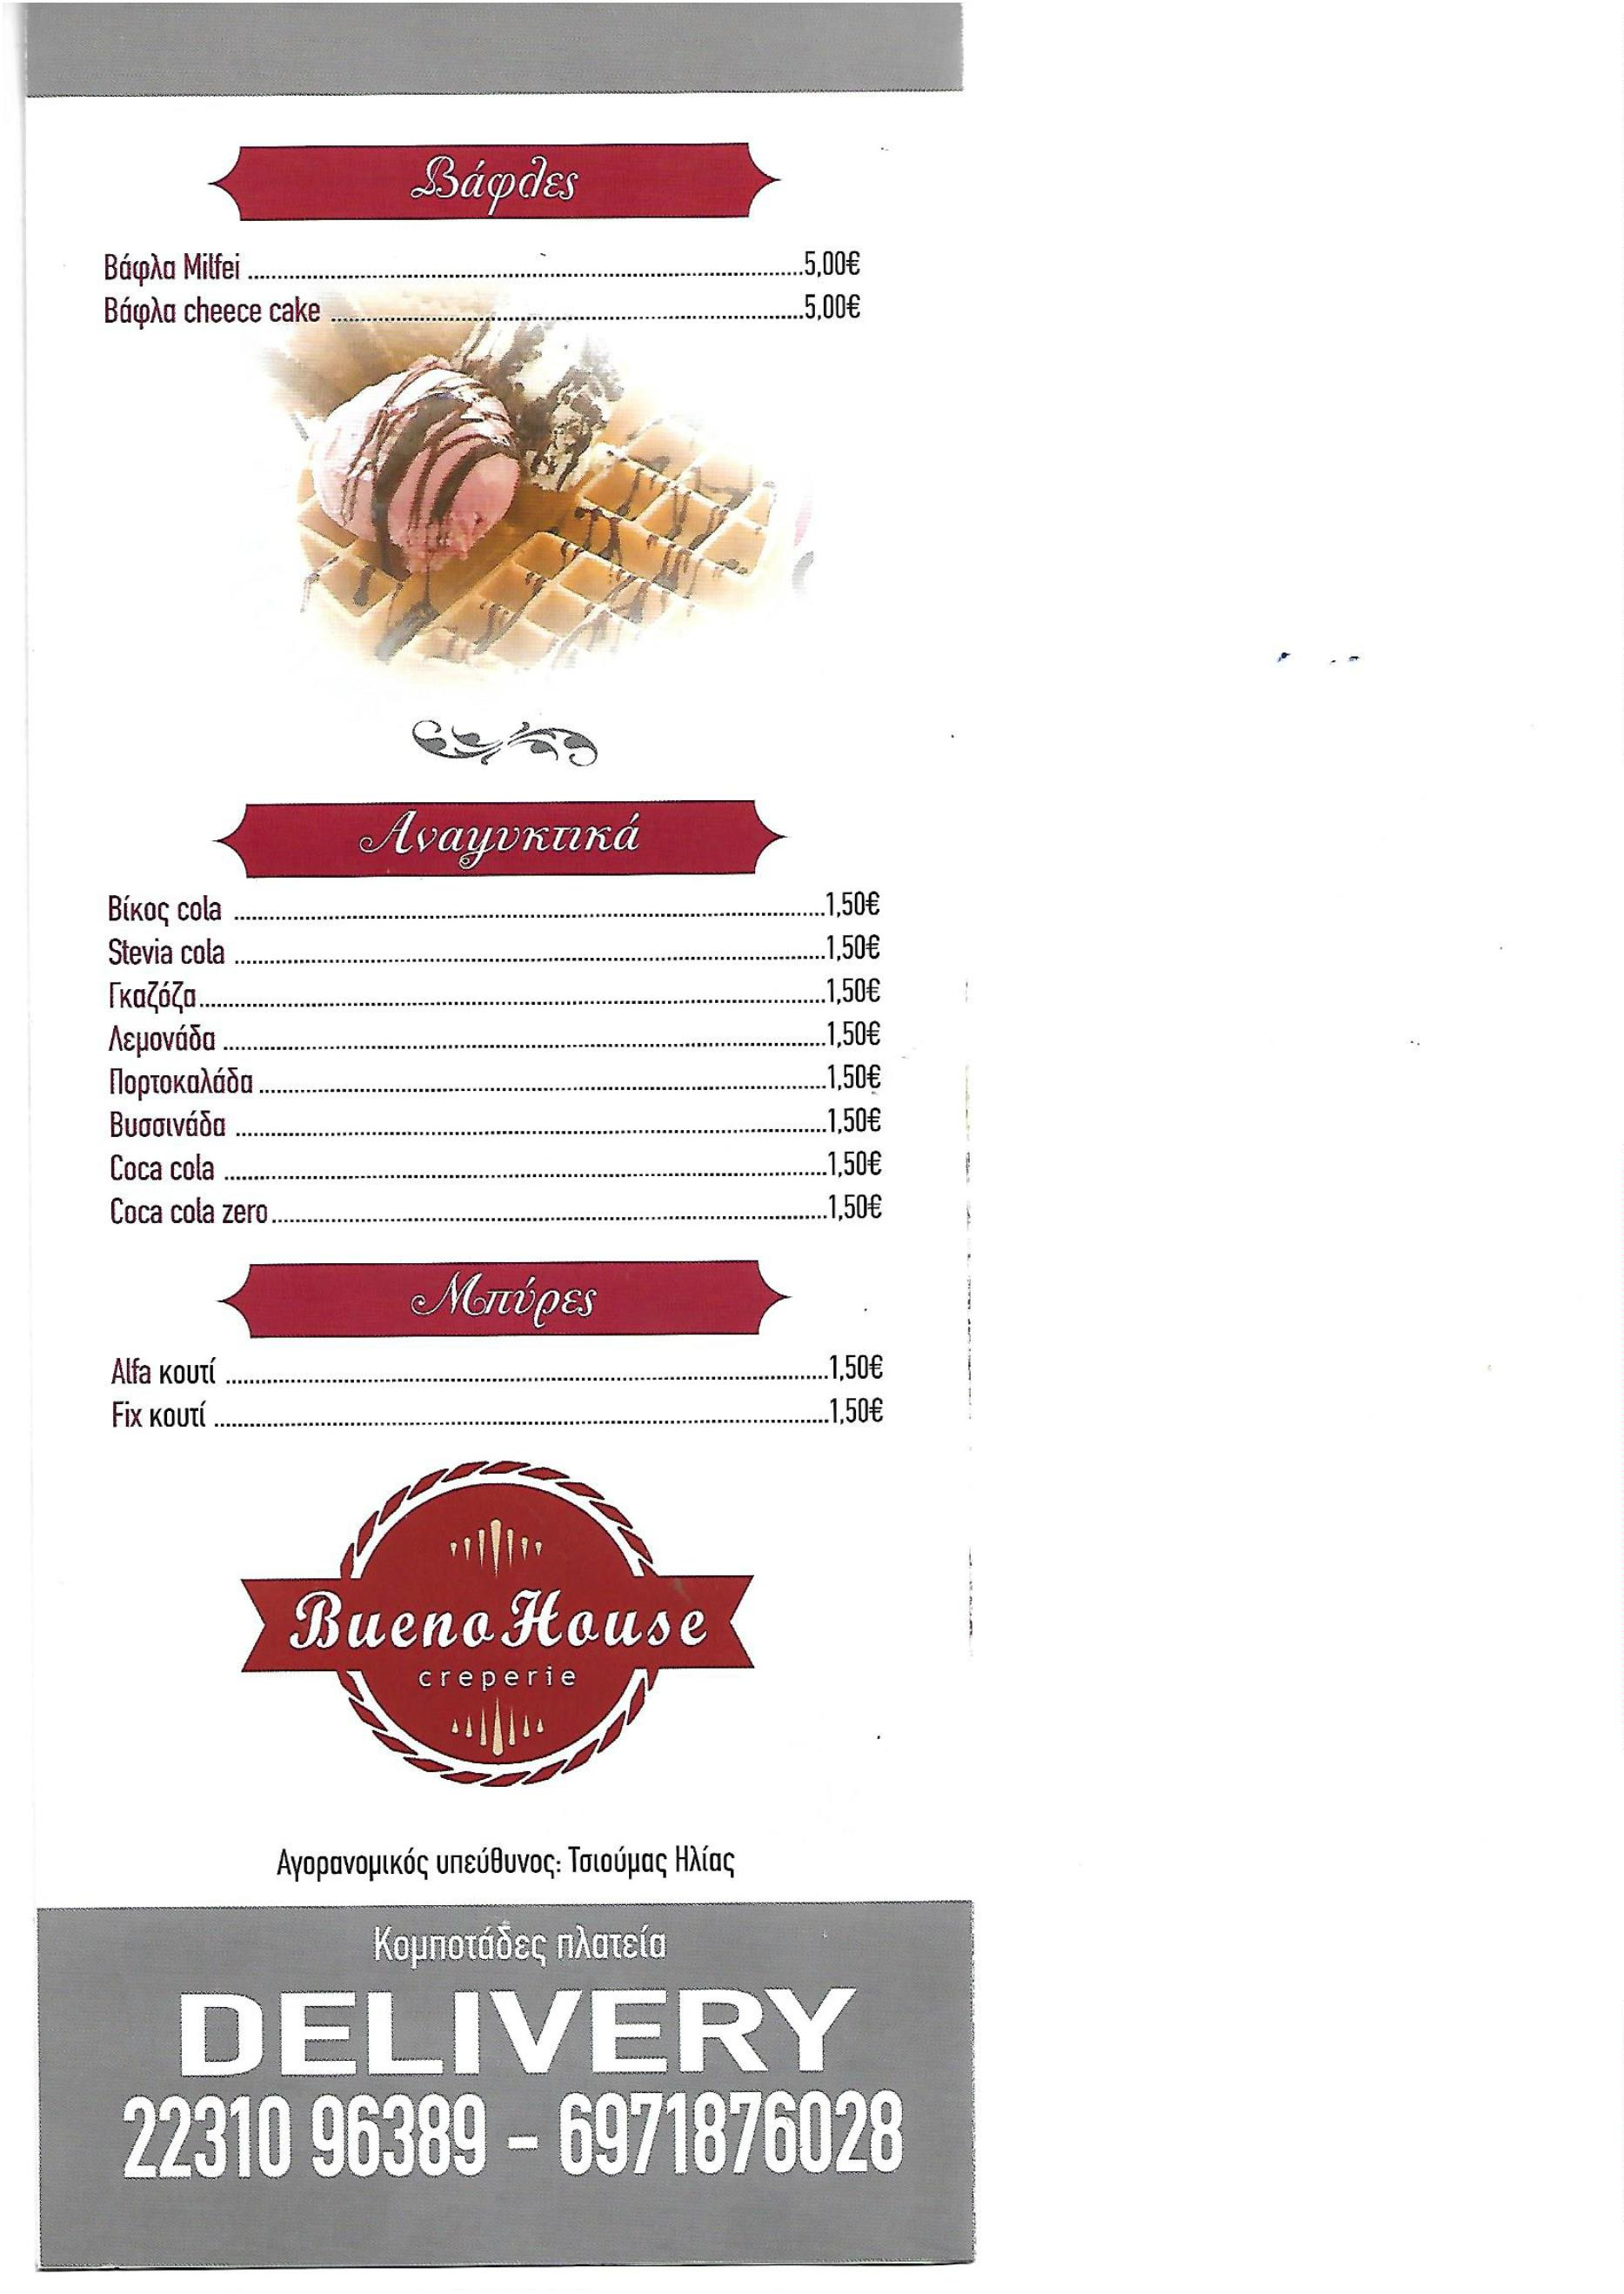 Βάφλες
Βάφλα Milfei ..... 5,00€
Βάφλα cheece cake ..... 5,00€
Αναψυκτικά
Βίκος cola ..... 1,50€
Stevia cola ..... 1,50€
Γκαζόζα ..... 1,50€
Λεμονάδα ..... 1,50€
Πορτοκαλάδα ..... 1,50€
Βυσσινάδα ..... 1,50€
Coca cola ..... 1,50€
Coca cola zero ..... 1,50€
Μπύρες
Alfa κουτί ..... 1,50€
Fix κουτί ..... 1,50€
Bueno House
creperie
Αγορανομικός υπεύθυνος: Τσιούμας Ηλίας
Κομποτάδες πλατεία
DELIVERY
22310 96389 - 6971876028